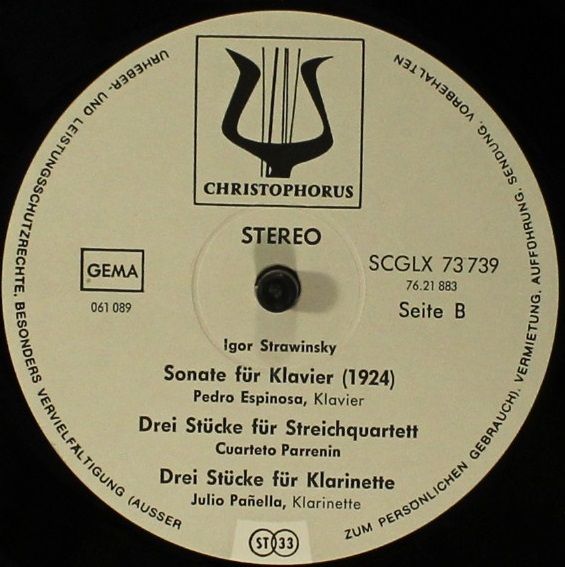 CHRISTOPHORUS
STEREO
GEMA
061 089
SCGLX 73739
76.21 883
Seite B
Igor Strawinsky
Sonate für Klavier (1924)
Pedro Espinosa, Klavier
Drei Stücke für Streichquartett
Cuarteto Parrenin
Drei Stücke für Klarinette
Julio Pañella, Klarinette
ST 33
URHEBER- UND LEISTUNGSSCHUTZRECHTE, BESONDERS VERVIELFÄLTIGUNG (AUSSER
ZUM PERSÖNLICHEN GEBRAUCH), VERMIETUNG, AUFFÜHRUNG, SENDUNG, VORBEHALTEN